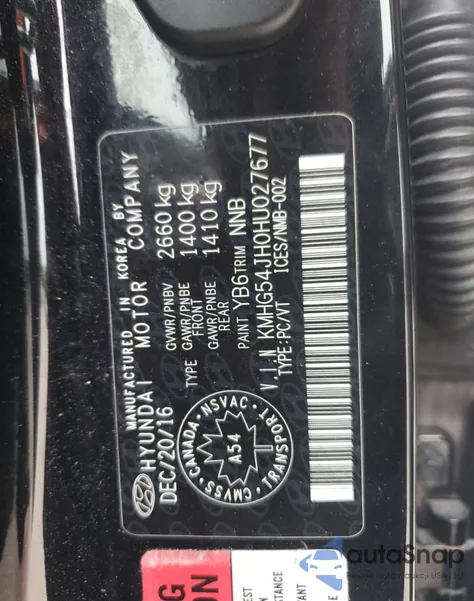 MANUFACTURED IN KOREA BY
HYUNDAI MOTOR COMPANY
DEC/20/16 GVWR/PNBV 2660 kg
TYPE GAWR/PNBE FRONT 1400 kg
GAWR/PNBE REAR 1410 kg
PAINT YB6 TRIM NNB
V.I.N KMHG54JH0HU027677
TYPE:PC/VT ICES/NMB-002
CANADA · NSVAC · TRANSPORT · CMVSS
A54
autoSnap